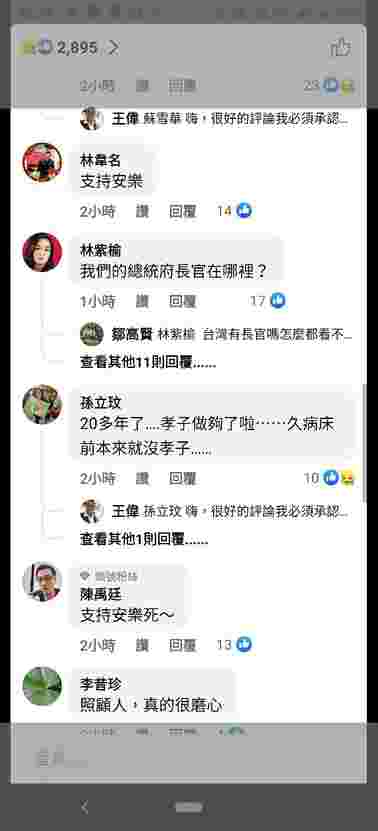 2,895
2小時 讚 回覆 23
王偉 蘇雪華 嗨，很好的評論我必須承認...
林韋名
支持安樂
2小時 讚 回覆 14
林紫榆
我們的總統府長官在哪裡？
1小時 讚 回覆 17
鄒高賢 林紫榆 台灣有長官嗎怎麼都看不...
查看其他11則回覆......
孫立玟
20多年了....孝子做夠了啦⋯⋯久病床
前本來就沒孝子......
2小時 讚 回覆 10
王偉 孫立玟 嗨，很好的評論我必須承認...
查看其他1則回覆......
頭號粉絲
陳禹廷
支持安樂死～
2小時 讚 回覆 13
李昔珍
照顧人，真的很磨心